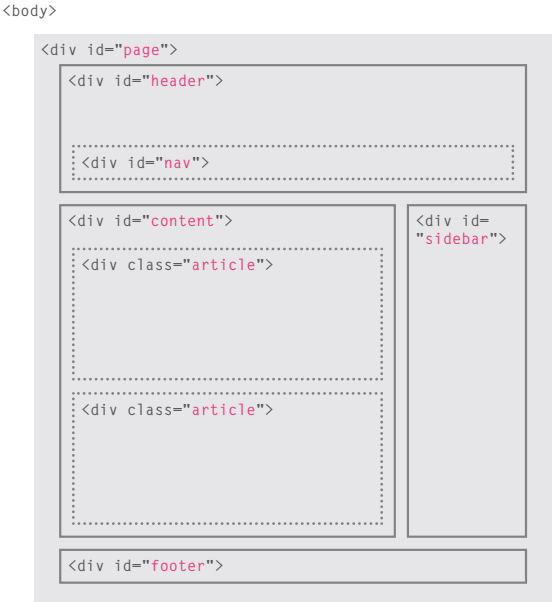 <body>
<div id="page">
<div id="header">
<div id="nav">
<div id="content">
<div class="article">
<div class="article">
<div id=
"sidebar">
<div id="footer">